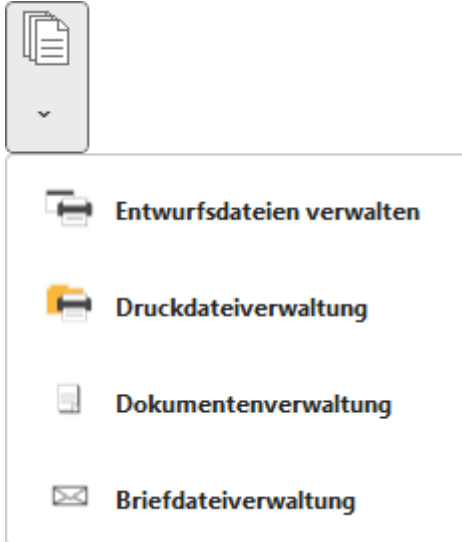 Entwurfsdateien verwalten
Druckdateiverwaltung
Dokumentenverwaltung
Briefdateiverwaltung